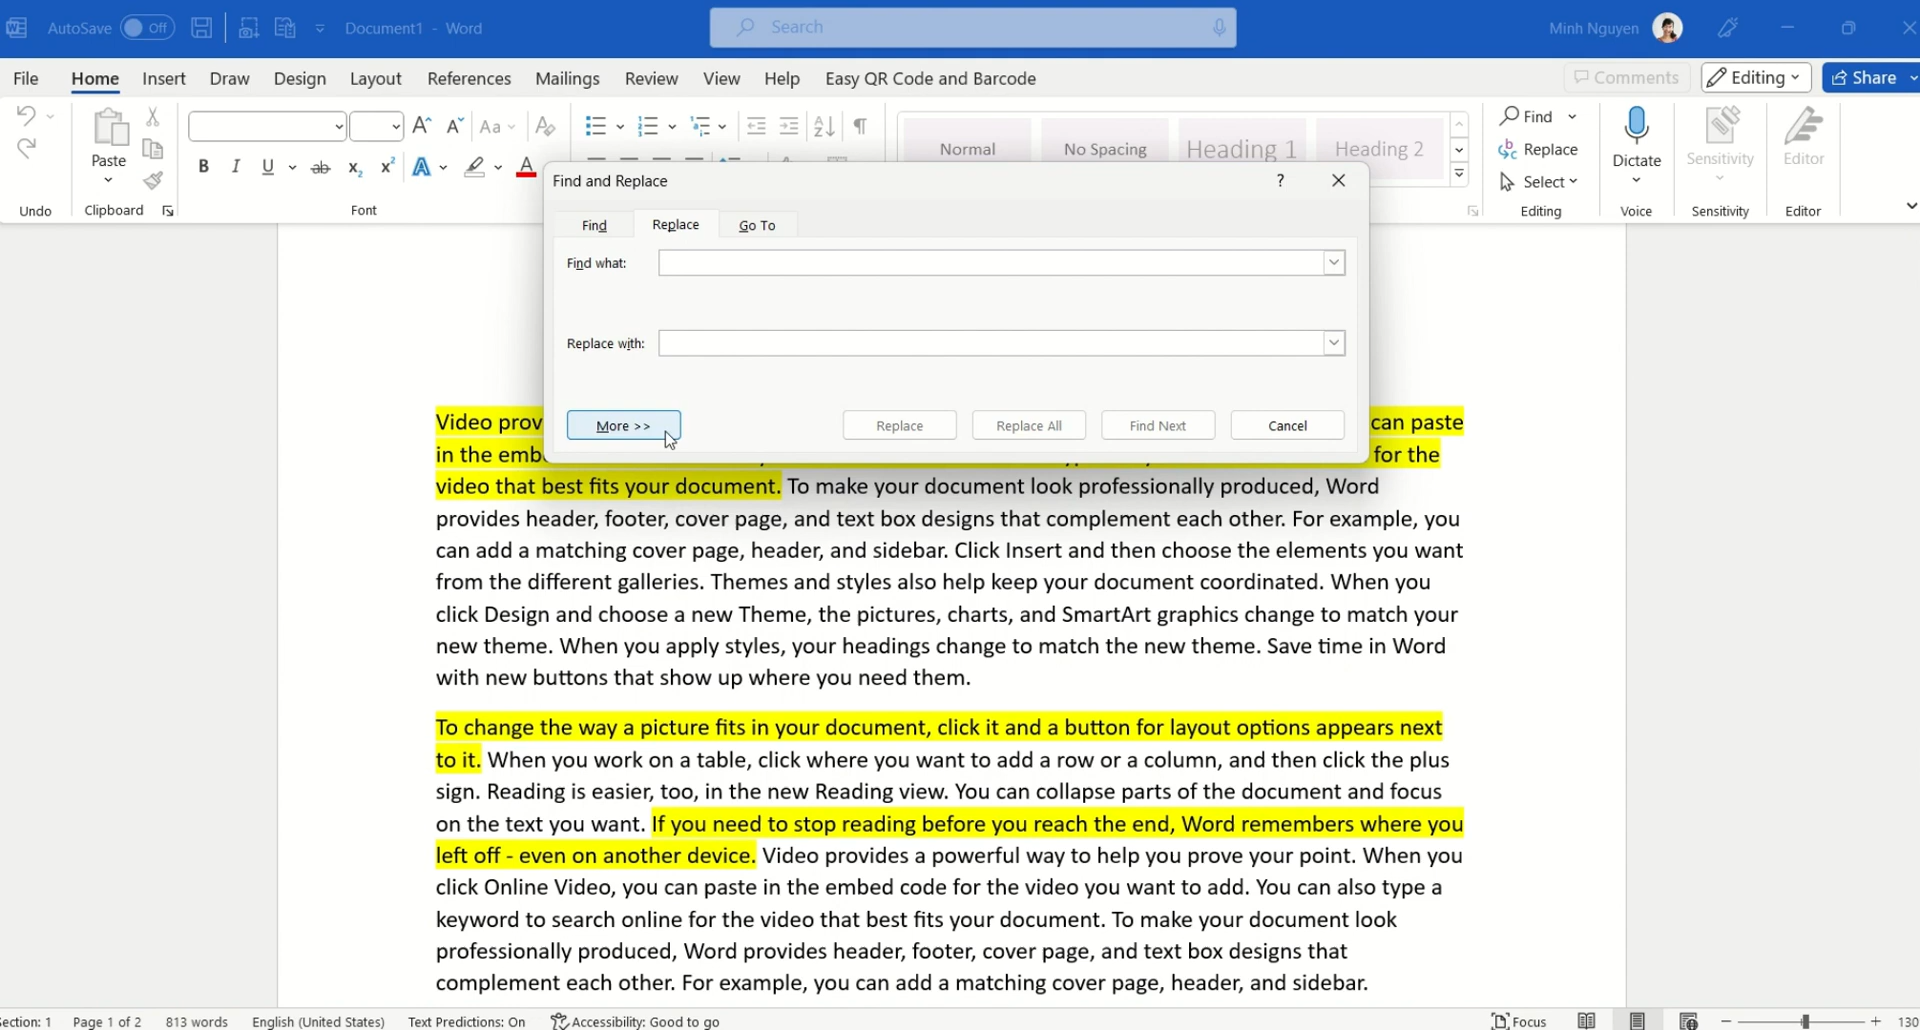 AutoSave Off Document1 - Word Search Minh Nguyen
File Home Insert Draw Design Layout References Mailings Review View Help Easy QR Code and Barcode Comments Editing Share
Paste Aa Normal No Spacing Heading 1 Heading 2 Find
Replace
Select
Dictate Sensitivity Editor
B I U ab x₂ x² A A
Undo Clipboard Font Editing Voice Sensitivity Editor
Find and Replace ?
Find Replace Go To
Find what:
Replace with:
More >> Replace Replace All Find Next Cancel
Video prov can paste
in the emb for the
video that best fits your document. To make your document look professionally produced, Word
provides header, footer, cover page, and text box designs that complement each other. For example, you
can add a matching cover page, header, and sidebar. Click Insert and then choose the elements you want
from the different galleries. Themes and styles also help keep your document coordinated. When you
click Design and choose a new Theme, the pictures, charts, and SmartArt graphics change to match your
new theme. When you apply styles, your headings change to match the new theme. Save time in Word
with new buttons that show up where you need them.
To change the way a picture fits in your document, click it and a button for layout options appears next
to it. When you work on a table, click where you want to add a row or a column, and then click the plus
sign. Reading is easier, too, in the new Reading view. You can collapse parts of the document and focus
on the text you want. If you need to stop reading before you reach the end, Word remembers where you
left off - even on another device. Video provides a powerful way to help you prove your point. When you
click Online Video, you can paste in the embed code for the video you want to add. You can also type a
keyword to search online for the video that best fits your document. To make your document look
professionally produced, Word provides header, footer, cover page, and text box designs that
complement each other. For example, you can add a matching cover page, header, and sidebar.
ection: 1 Page 1 of 2 813 words English (United States) Text Predictions: On Accessibility: Good to go Focus 130